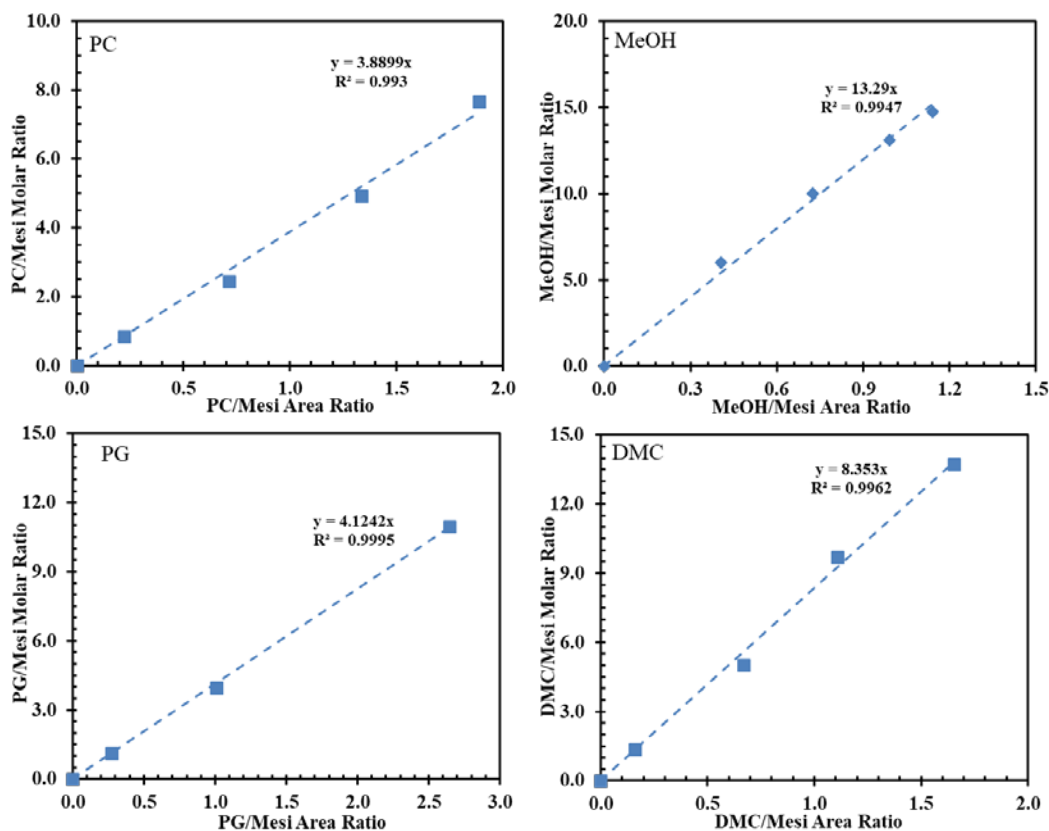 PC
y = 3.8899x
R² = 0.993
PC/Mesi Molar Ratio
10.0
8.0
6.0
4.0
2.0
0.0
0.0 0.5 1.0 1.5 2.0
PC/Mesi Area Ratio
MeOH
y = 13.29x
R² = 0.9947
MeOH/Mesi Molar Ratio
20.0
15.0
10.0
5.0
0.0
0.0 0.3 0.6 0.9 1.2 1.5
MeOH/Mesi Area Ratio
PG
y = 4.1242x
R² = 0.9995
PG/Mesi Molar Ratio
15.0
12.0
9.0
6.0
3.0
0.0
0.0 0.5 1.0 1.5 2.0 2.5 3.0
PG/Mesi Area Ratio
DMC
y = 8.353x
R² = 0.9962
DMC/Mesi Molar Ratio
15.0
12.0
9.0
6.0
3.0
0.0
0.0 0.5 1.0 1.5 2.0
DMC/Mesi Area Ratio